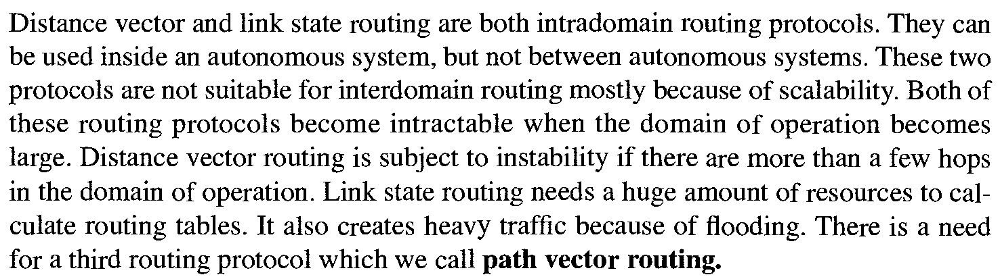 Distance vector and link state routing are both intradomain routing protocols. They can
be used inside an autonomous system, but not between autonomous systems. These two
protocols are not suitable for interdomain routing mostly because of scalability. Both of
these routing protocols become intractable when the domain of operation becomes
large. Distance vector routing is subject to instability if there are more than a few hops
in the domain of operation. Link state routing needs a huge amount of resources to cal-
culate routing tables. It also creates heavy traffic because of flooding. There is a need
for a third routing protocol which we call path vector routing.